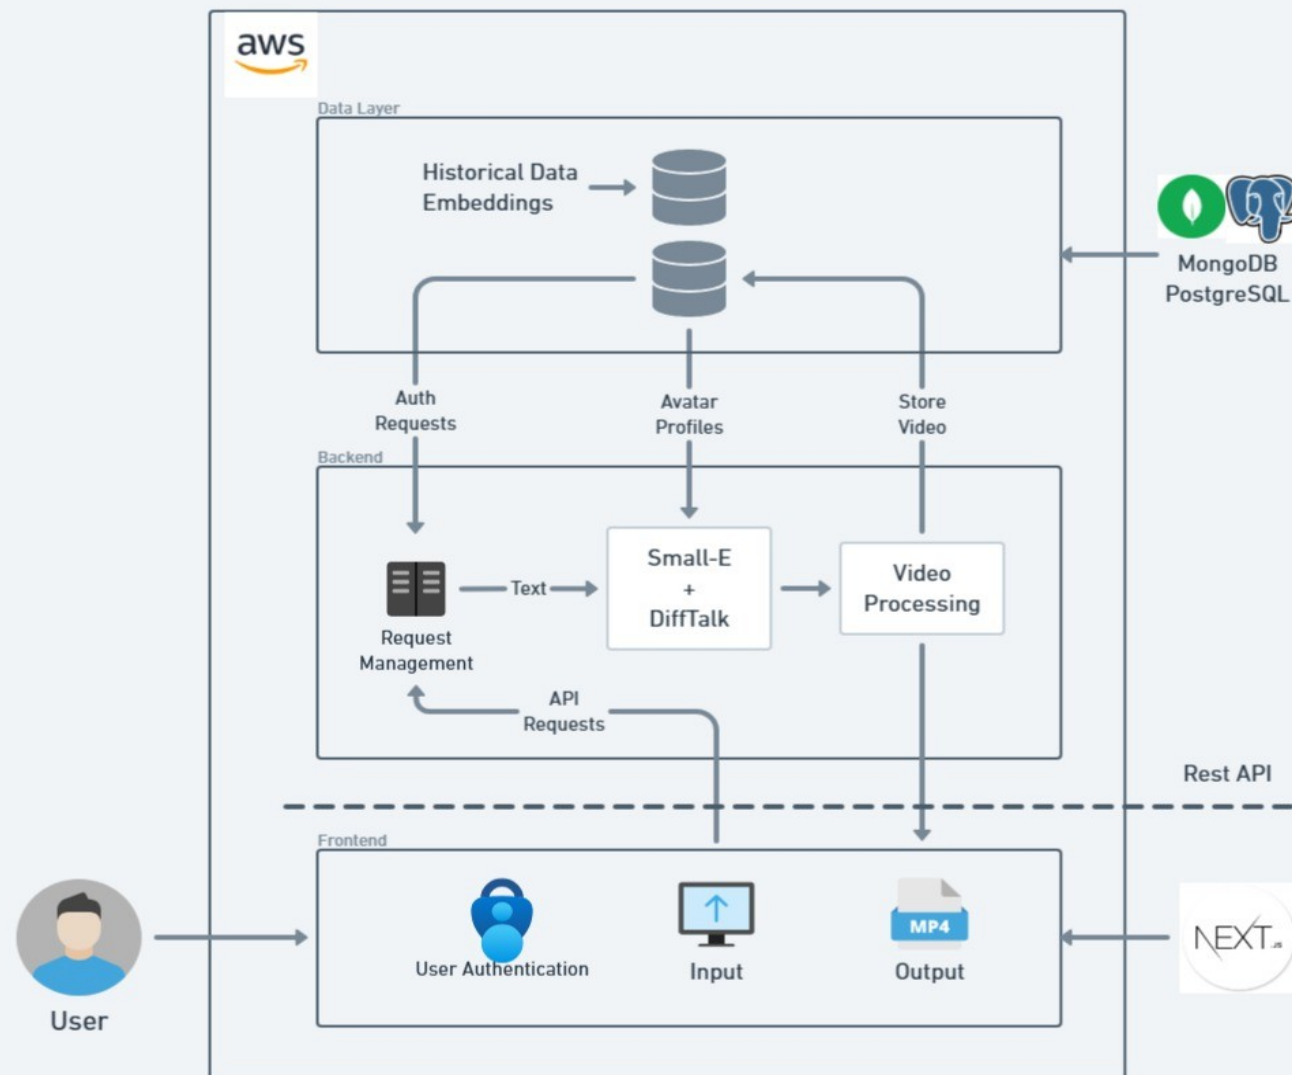 aws
Data Layer
Historical Data
Embeddings
MongoDB
PostgreSQL
Auth
Requests
Avatar
Profiles
Store
Video
Backend
Small-E
+
DiffTalk
Video
Processing
Text
Request
Management
API
Requests
Rest API
Frontend
MP4
NEXT.JS
User Authentication
Input
Output
User